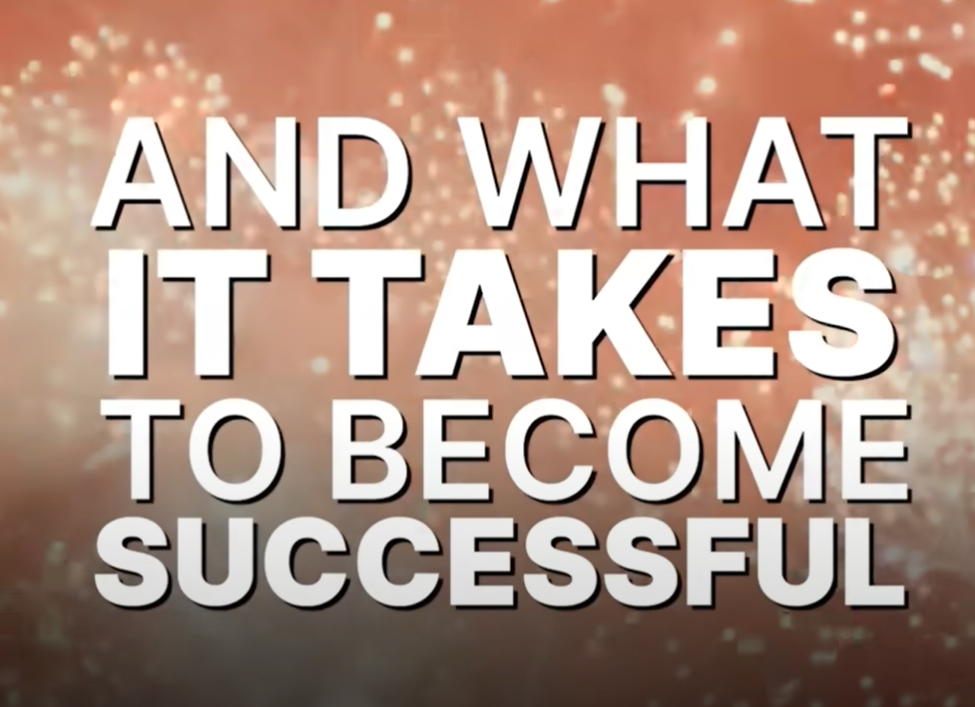 AND WHAT
IT TAKES
TO BECOME
SUCCESSFUL